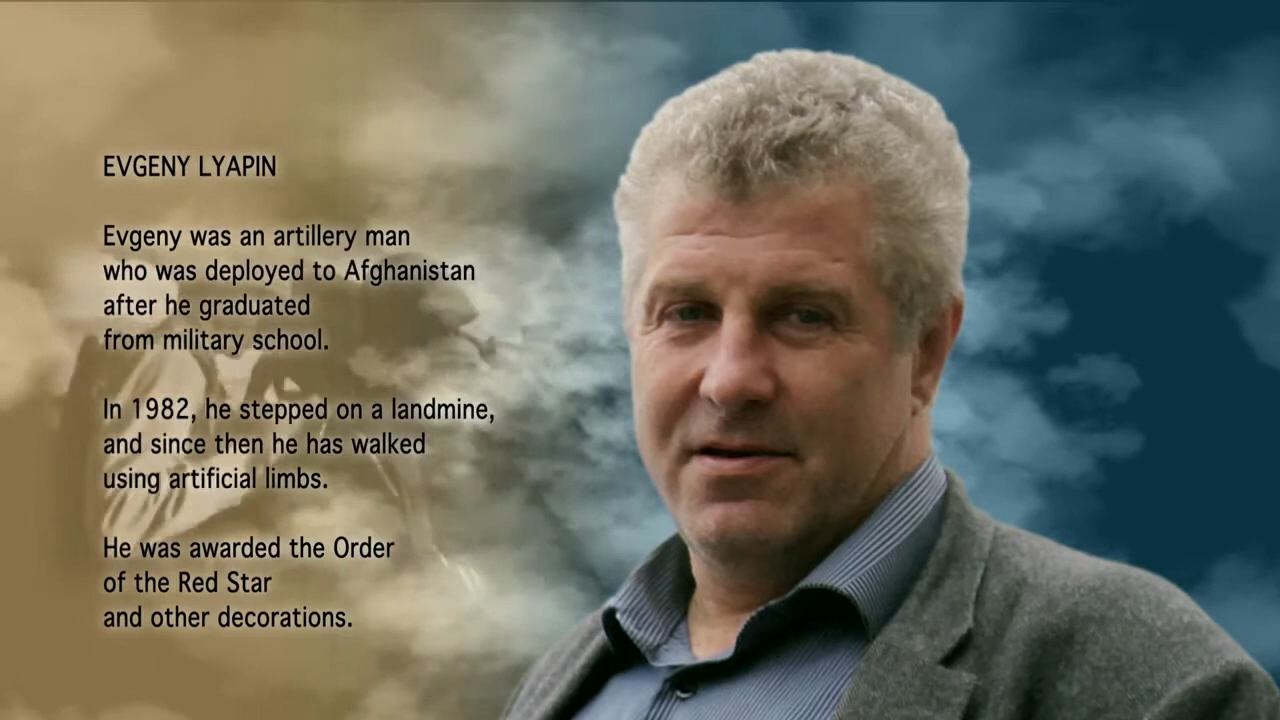 EVGENY LYAPIN
Evgeny was an artillery man
who was deployed to Afghanistan
after he graduated
from military school.
In 1982, he stepped on a landmine,
and since then he has walked
using artificial limbs.
He was awarded the Order
of the Red Star
and other decorations.